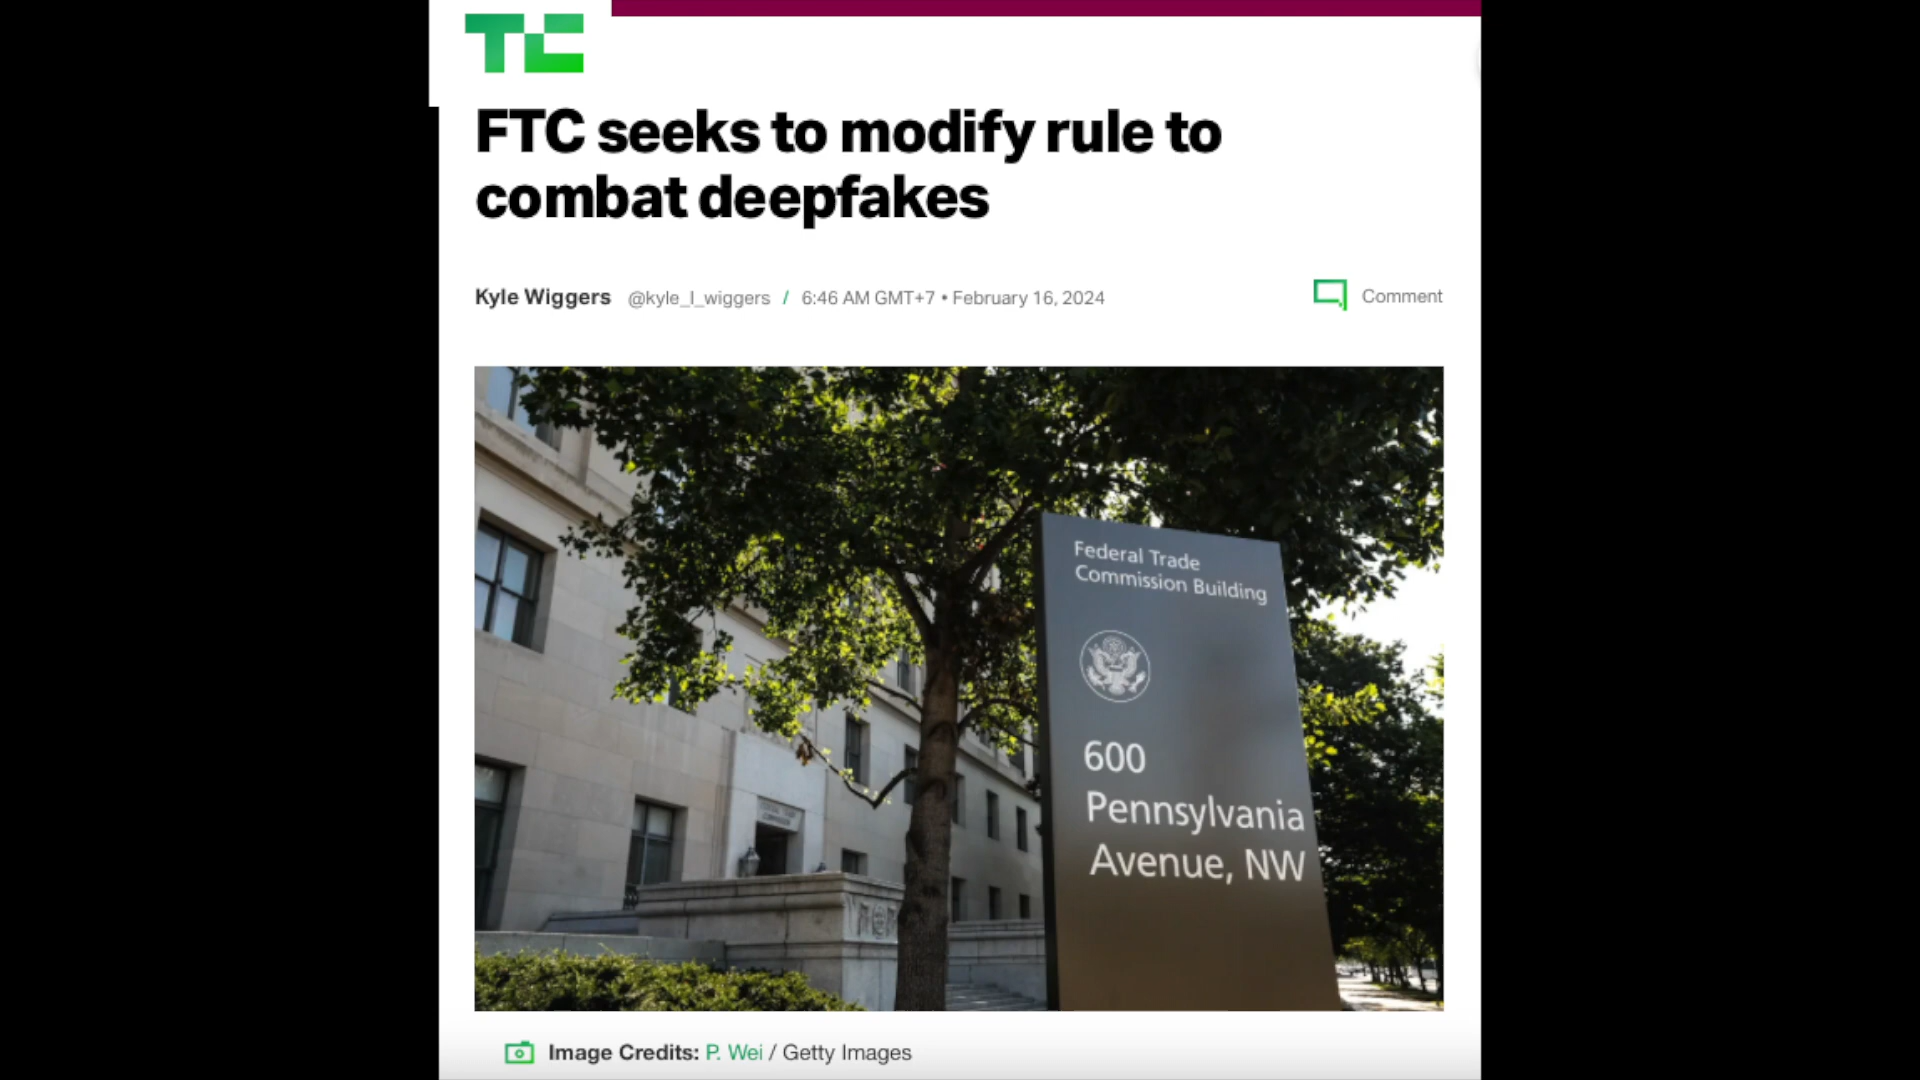 TC
FTC seeks to modify rule to
combat deepfakes
Kyle Wiggers @kyle_l_wiggers / 6:46 AM GMT+7 • February 16, 2024
Comment
Federal Trade
Commission Building
600
Pennsylvania
Avenue, NW
Image Credits: P. Wei / Getty Images